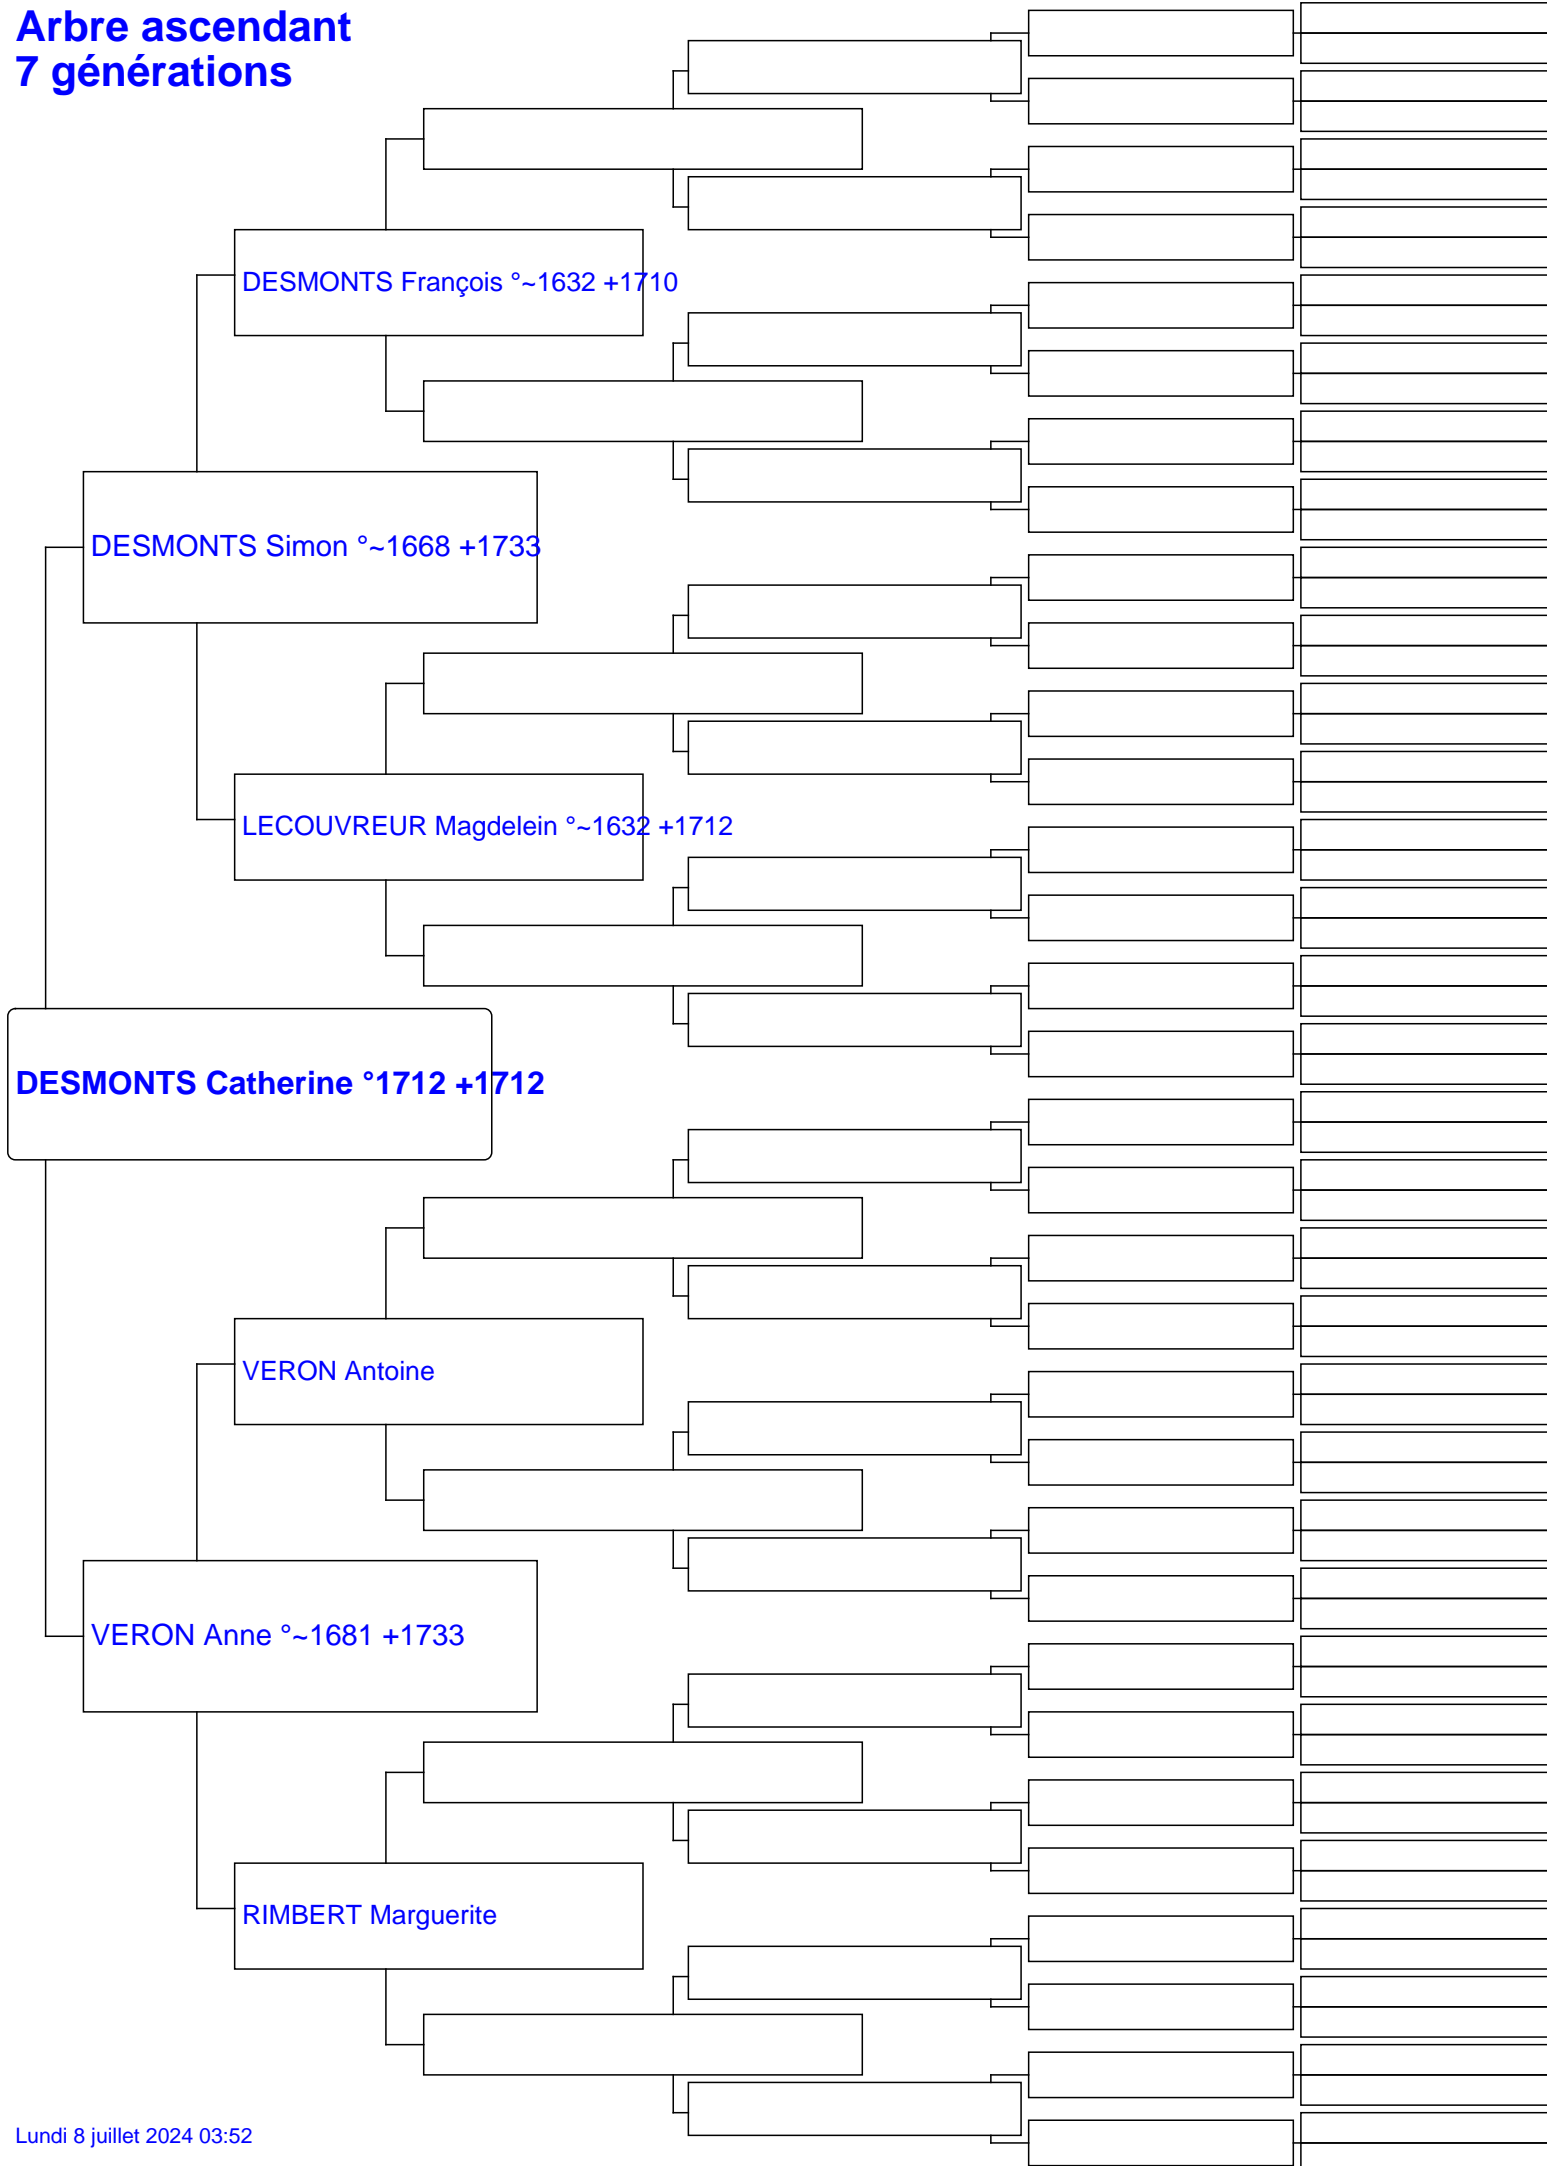 Arbre ascendant
7 générations
DESMONTS François °~1632 +1710
DESMONTS Simon °~1668 +1733
LECOUVREUR Magdelein °~1632 +1712
DESMONTS Catherine °1712 +1712
VERON Antoine
VERON Anne °~1681 +1733
RIMBERT Marguerite
Lundi 8 juillet 2024 03:52